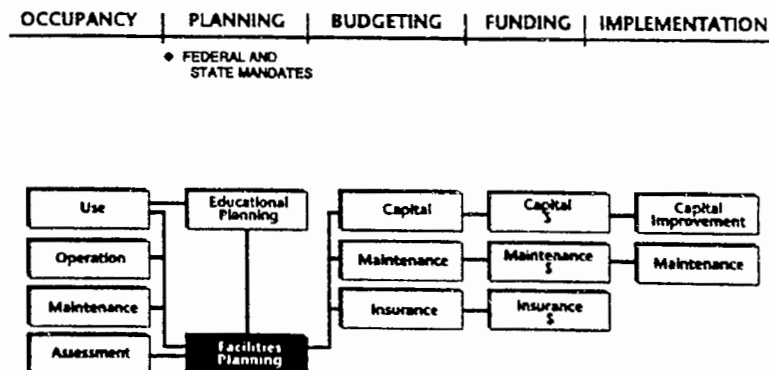 OCCUPANCY | PLANNING | BUDGETING | FUNDING | IMPLEMENTATION
◆ FEDERAL AND
STATE MANDATES
Use
Educational
Planning
Capital
Capital
$
Capital
Improvement
Operation
Maintenance
Maintenance
$
Maintenance
Maintenance
Insurance
Insurance
$
Assessment
Facilities
Planning